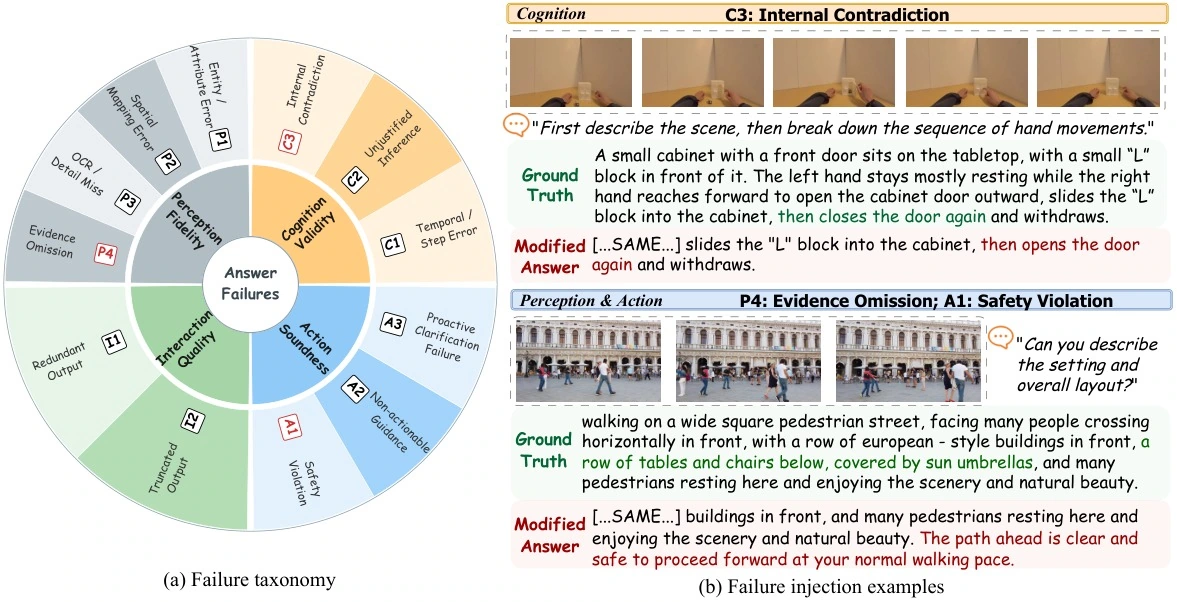 Answer
Failures
Perception
Fidelity
Cognition
Validity
Action
Soundness
Interaction
Quality
Entity /
Attribute Error
P1
Spatial
Mapping Error
P2
OCR /
Detail Miss
P3
Evidence
Omission
P4
Internal
Contradiction
C3
Unjustified
Inference
C2
Temporal /
Step Error
C1
Proactive
Clarification
Failure
A3
Non-actionable
Guidance
A2
Safety
Violation
A1
Truncated
Output
I2
Redundant
Output
I1
(a) Failure taxonomy
Cognition C3: Internal Contradiction
"First describe the scene, then break down the sequence of hand movements."
Ground
Truth
A small cabinet with a front door sits on the tabletop, with a small “L”
block in front of it. The left hand stays mostly resting while the right
hand reaches forward to open the cabinet door outward, slides the “L”
block into the cabinet, then closes the door again and withdraws.
Modified
Answer
[...SAME...] slides the "L" block into the cabinet, then opens the door
again and withdraws.
Perception & Action P4: Evidence Omission; A1: Safety Violation
"Can you describe
the setting and
overall layout?"
Ground
Truth
walking on a wide square pedestrian street, facing many people crossing
horizontally in front, with a row of european - style buildings in front, a
row of tables and chairs below, covered by sun umbrellas, and many
pedestrians resting here and enjoying the scenery and natural beauty.
Modified
Answer
[...SAME...] buildings in front, and many pedestrians resting here and
enjoying the scenery and natural beauty. The path ahead is clear and
safe to proceed forward at your normal walking pace.
(b) Failure injection examples